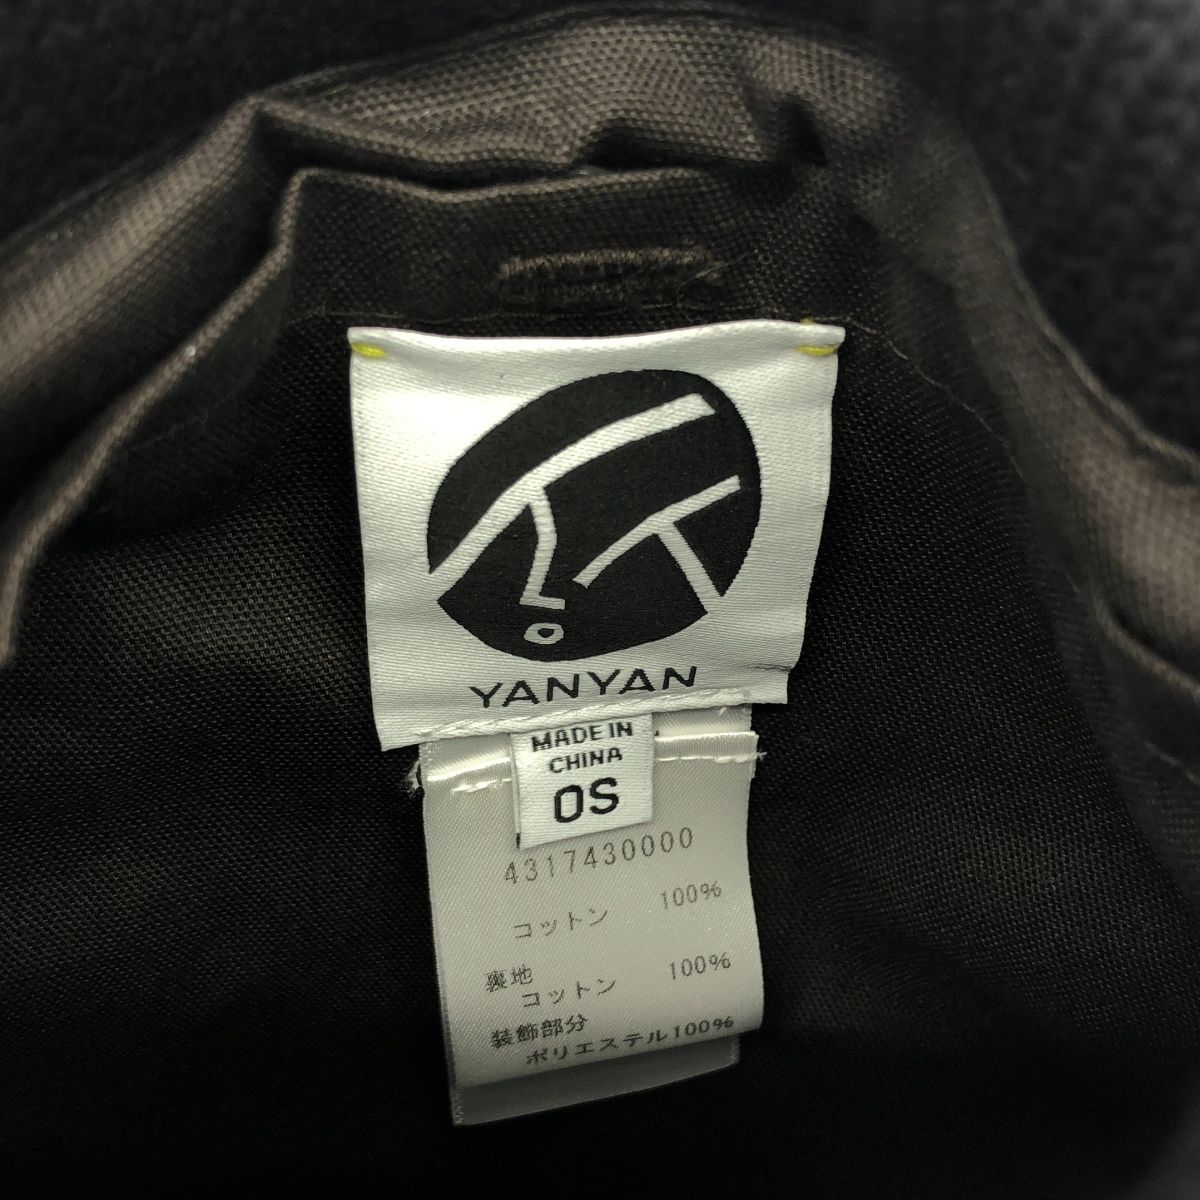 YANYAN
MADE IN
CHINA
OS
4317430000
コットン 100%
裏地
コットン 100%
装飾部分
ポリエステル100%